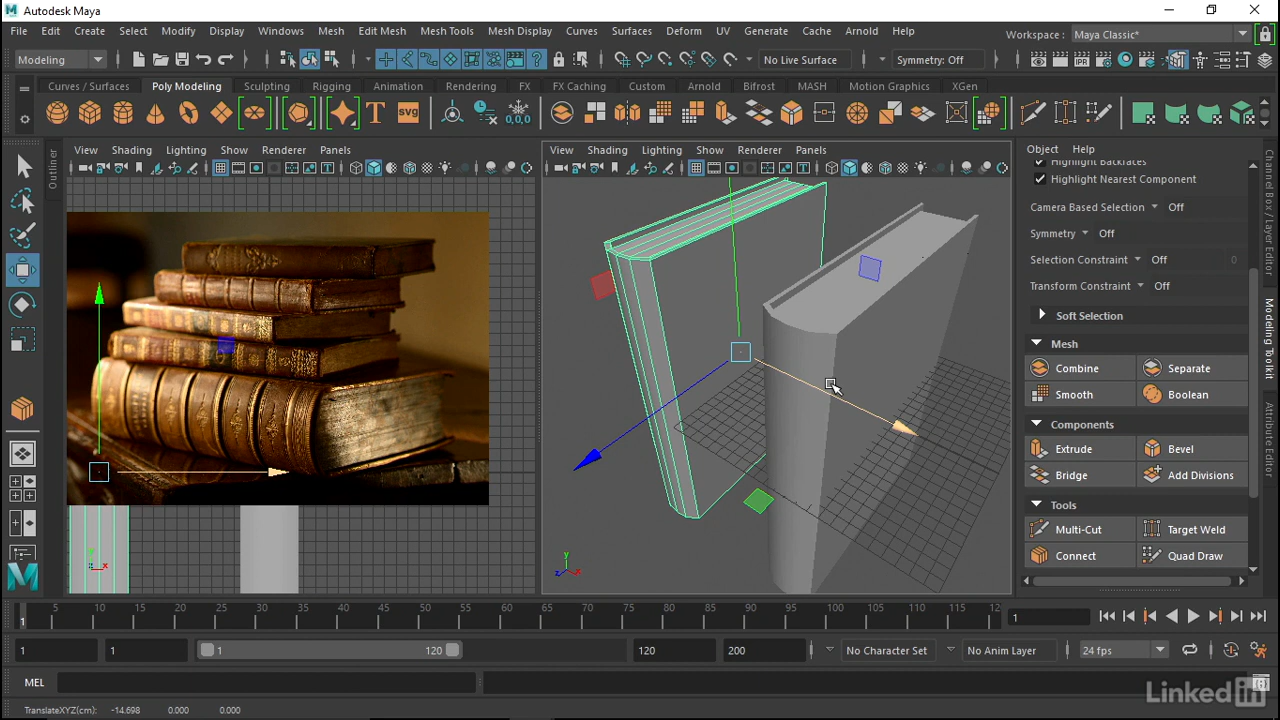 Autodesk Maya
File Edit Create Select Modify Display Windows Mesh Edit Mesh Mesh Tools Mesh Display Curves Surfaces Deform UV Generate Cache Arnold Help
Workspace : Maya Classic*
Modeling No Live Surface Symmetry: Off
Curves / Surfaces Poly Modeling Sculpting Rigging Animation Rendering FX FX Caching Custom Arnold Bifrost MASH Motion Graphics XGen
SVG 0,0,0
View Shading Lighting Show Renderer Panels
View Shading Lighting Show Renderer Panels
Object Help
Outliner
Highlight Backfaces
Highlight Nearest Component
Camera Based Selection Off
Symmetry Off
Selection Constraint Off 0
Transform Constraint Off
Soft Selection
Mesh
Combine Separate
Smooth Boolean
Components
Extrude Bevel
Bridge Add Divisions
Tools
Multi-Cut Target Weld
Connect Quad Draw
Channel Box / Layer Editor
Modeling Toolkit
Attribute Editor
y
z x
y
z x
5 10 15 20 25 30 35 40 45 50 55 60 65 70 75 80 85 90 95 100 105 110 115 12
1 1
1 1 1 120 120 200 No Character Set No Anim Layer 24 fps
MEL
TranslateXYZ(cm): -14.698 0.000 0.000
LinkedIn